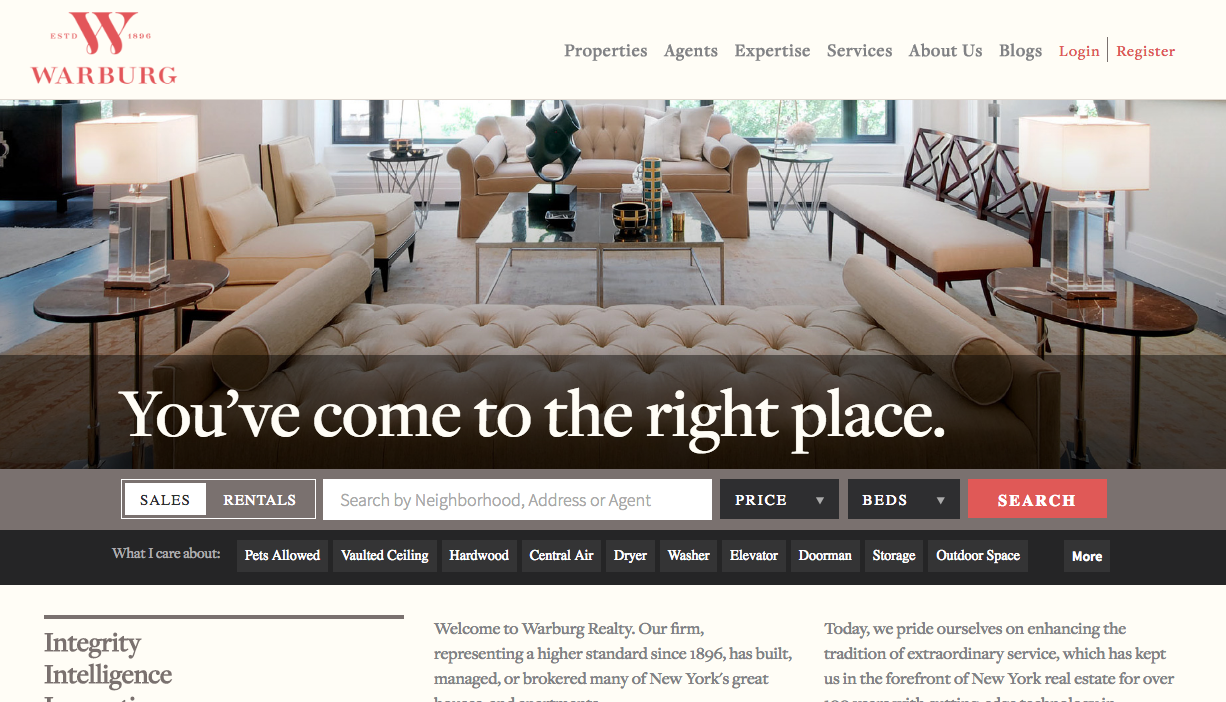 ESTD W 1896
WARBURG
Properties Agents Expertise Services About Us Blogs Login Register
You've come to the right place.
SALES RENTALS Search by Neighborhood, Address or Agent PRICE BEDS SEARCH
What I care about: Pets Allowed Vaulted Ceiling Hardwood Central Air Dryer Washer Elevator Doorman Storage Outdoor Space More
Integrity
Intelligence
Welcome to Warburg Realty. Our firm,
representing a higher standard since 1896, has built,
managed, or brokered many of New York's great
Today, we pride ourselves on enhancing the
tradition of extraordinary service, which has kept
us in the forefront of New York real estate for over